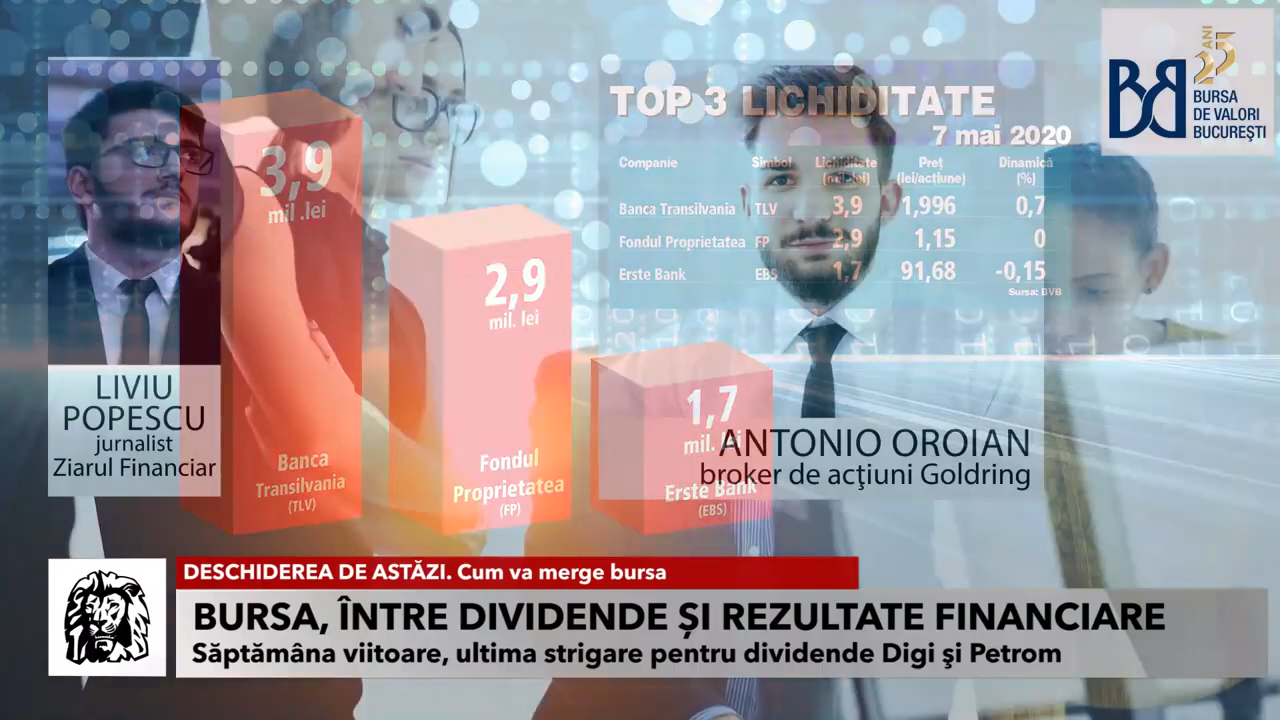 TOP 3 LICHIDITATE
7 mai 2020
Companie Simbol Lichiditate (mil. lei) Preț (lei/acțiune) Dinamică (%)
Banca Transilvania TLV 3,9 1,996 0,7
Fondul Proprietatea FP 2,9 1,15 0
Erste Bank EBS 1,7 91,68 -0,15
Sursa: BVB
25 ANI
BURSA
DE VALORI
BUCUREŞTI
3,9
mil .lei
2,9
mil. lei
1,7
mil. lei
Banca
Transilvania
(TLV)
Fondul
Proprietatea
(FP)
Erste Bank
(EBS)
LIVIU
POPESCU
jurnalist
Ziarul Financiar
ANTONIO OROIAN
broker de acţiuni Goldring
DESCHIDEREA DE ASTĂZI. Cum va merge bursa
BURSA, ÎNTRE DIVIDENDE ȘI REZULTATE FINANCIARE
Săptămâna viitoare, ultima strigare pentru dividende Digi şi Petrom